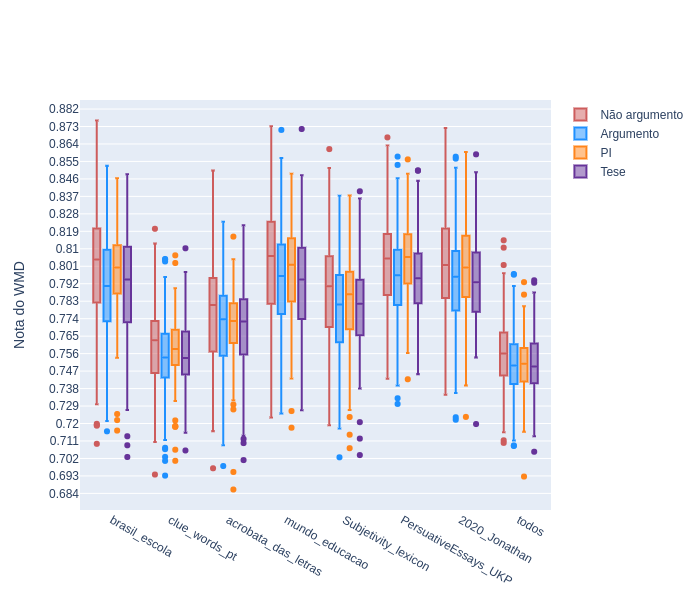 Não argumento
Argumento
PI
Tese
Nota do WMD
0.882
0.873
0.864
0.855
0.846
0.837
0.828
0.819
0.81
0.801
0.792
0.783
0.774
0.765
0.756
0.747
0.738
0.729
0.72
0.711
0.702
0.693
0.684
brasil_escola
clue_words_pt
acrobata_das_letras
mundo_educacao
Subjetivity_lexicon
PersuativeEssays_UKP
2020_Jonathan
todos